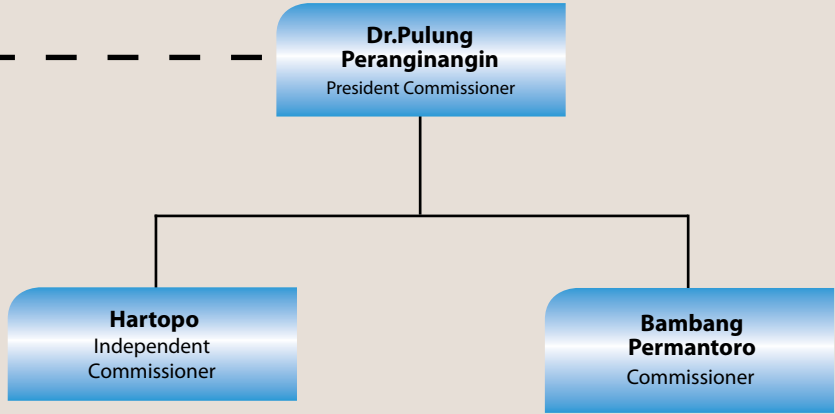 Dr.Pulung
Peranginangin
President Commissioner
Hartopo
Independent
Commissioner
Bambang
Permantoro
Commissioner